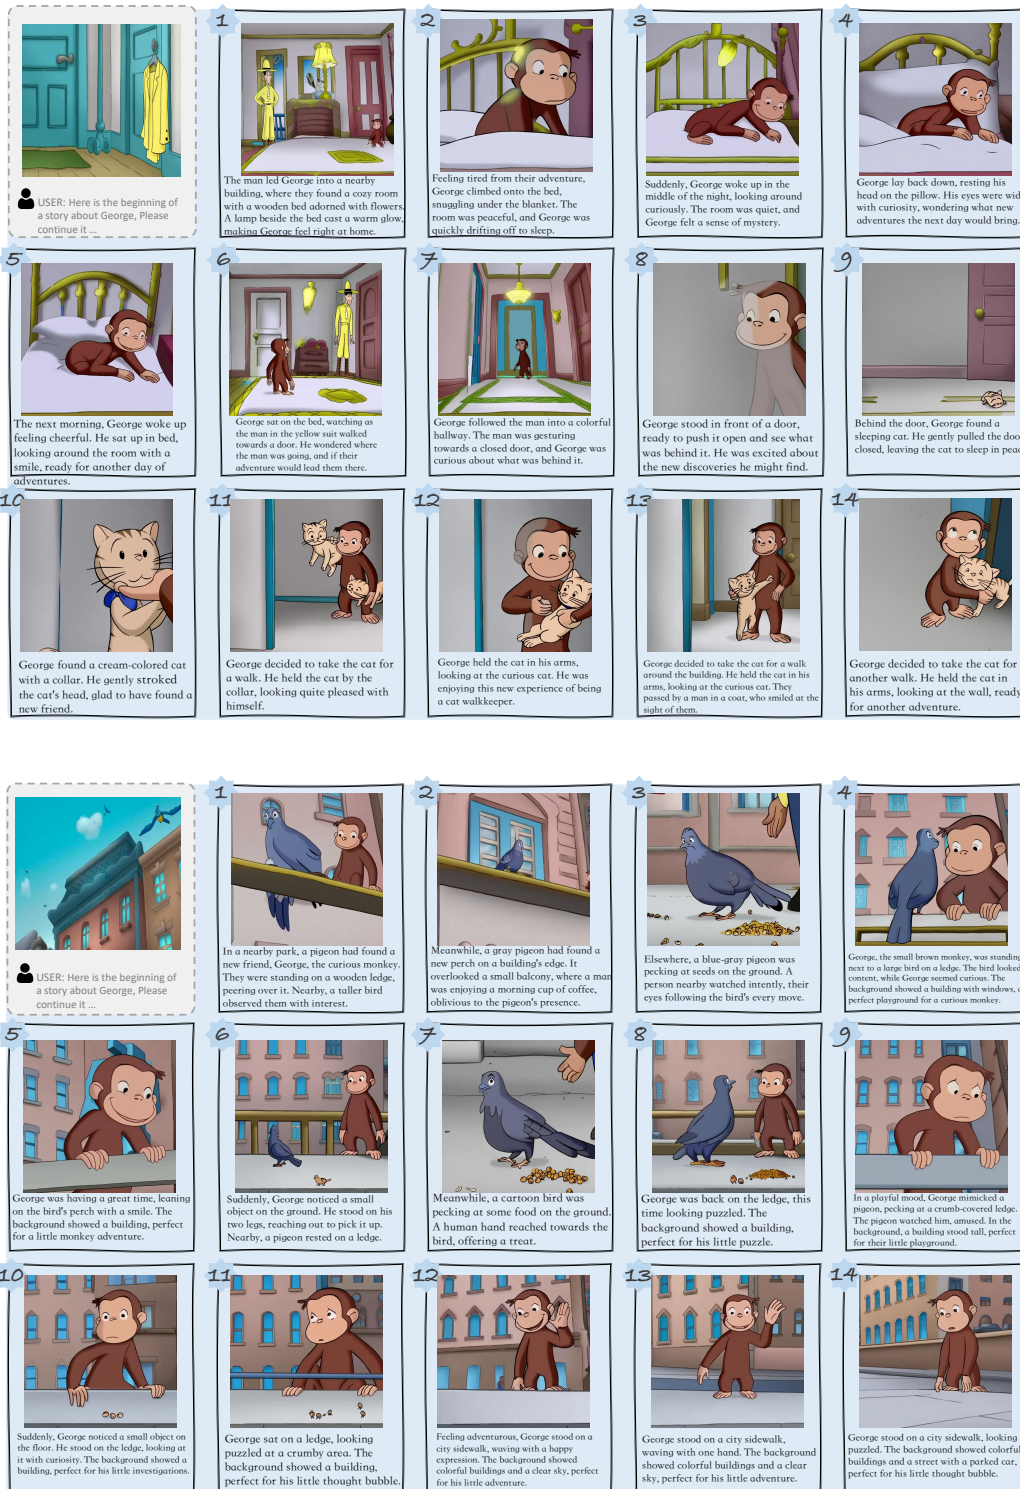 USER: Here is the beginning of
a story about George, Please
continue it ...
1
The man led George into a nearby
building, where they found a cozy room
with a wooden bed adorned with flowers.
A lamp beside the bed cast a warm glow,
making George feel right at home.
2
Feeling tired from their adventure,
George climbed onto the bed,
snuggling under the blanket. The
room was peaceful, and George was
quickly drifting off to sleep.
3
Suddenly, George woke up in the
middle of the night, looking around
curiously. The room was quiet, and
George felt a sense of mystery.
4
George lay back down, resting his
head on the pillow. His eyes were wid
with curiosity, wondering what new
adventures the next day would bring.
5
The next morning, George woke up
feeling cheerful. He sat up in bed,
looking around the room with a
smile, ready for another day of
adventures.
6
George sat on the bed, watching as
the man in the yellow suit walked
towards a door. He wondered where
the man was going, and if their
adventure would lead them there.
7
George followed the man into a colorful
hallway. The man was gesturing
towards a closed door, and George was
curious about what was behind it.
8
George stood in front of a door,
ready to push it open and see what
was behind it. He was excited about
the new discoveries he might find.
9
Behind the door, George found a
sleeping cat. He gently pulled the doo
closed, leaving the cat to sleep in peac
10
George found a cream-colored cat
with a collar. He gently stroked
the cat's head, glad to have found a
new friend.
11
George decided to take the cat for
a walk. He held the cat by the
collar, looking quite pleased with
himself.
12
George held the cat in his arms,
looking at the curious cat. He was
enjoying this new experience of being
a cat walkkeeper.
13
George decided to take the cat for a walk
around the building. He held the cat in his
arms, looking at the curious cat. They
passed by a man in a coat, who smiled at the
sight of them.
14
George decided to take the cat for
another walk. He held the cat in
his arms, looking at the wall, ready
for another adventure.
USER: Here is the beginning of
a story about George, Please
continue it ...
1
In a nearby park, a pigeon had found a
new friend, George, the curious monkey.
They were standing on a wooden ledge,
peering over it. Nearby, a taller bird
observed them with interest.
2
Meanwhile, a gray pigeon had found a
new perch on a building's edge. It
overlooked a small balcony, where a man
was enjoying a morning cup of coffee,
oblivious to the pigeon's presence.
3
Elsewhere, a blue-gray pigeon was
pecking at seeds on the ground. A
person nearby watched intently, their
eyes following the bird's every move.
4
George, the small brown monkey, was standing
next to a large bird on a ledge. The bird looked
content, while George seemed curious. The
background showed a building with windows, a
perfect playground for a curious monkey.
5
George was having a great time, leaning
on the bird's perch with a smile. The
background showed a building, perfect
for a little monkey adventure.
6
Suddenly, George noticed a small
object on the ground. He stood on his
two legs, reaching out to pick it up.
Nearby, a pigeon rested on a ledge.
7
Meanwhile, a cartoon bird was
pecking at some food on the ground.
A human hand reached towards the
bird, offering a treat.
8
George was back on the ledge, this
time looking puzzled. The
background showed a building,
perfect for his little puzzle.
9
In a playful mood, George mimicked a
pigeon, pecking at a crumb-covered ledge.
The pigeon watched him, amused. In the
background, a building stood tall, perfect
for their little playground.
10
Suddenly, George noticed a small object on
the floor. He stood on the ledge, looking at
it with curiosity. The background showed a
building, perfect for his little investigations.
11
George sat on a ledge, looking
puzzled at a crumby area. The
background showed a building,
perfect for his little thought bubble.
12
Feeling adventurous, George stood on a
city sidewalk, waving with a happy
expression. The background showed
colorful buildings and a clear sky, perfect
for his little adventure.
13
George stood on a city sidewalk,
waving with one hand. The background
showed colorful buildings and a clear
sky, perfect for his little adventure.
14
George stood on a city sidewalk, looking
puzzled. The background showed colorful
buildings and a street with a parked car,
perfect for his little thought bubble.